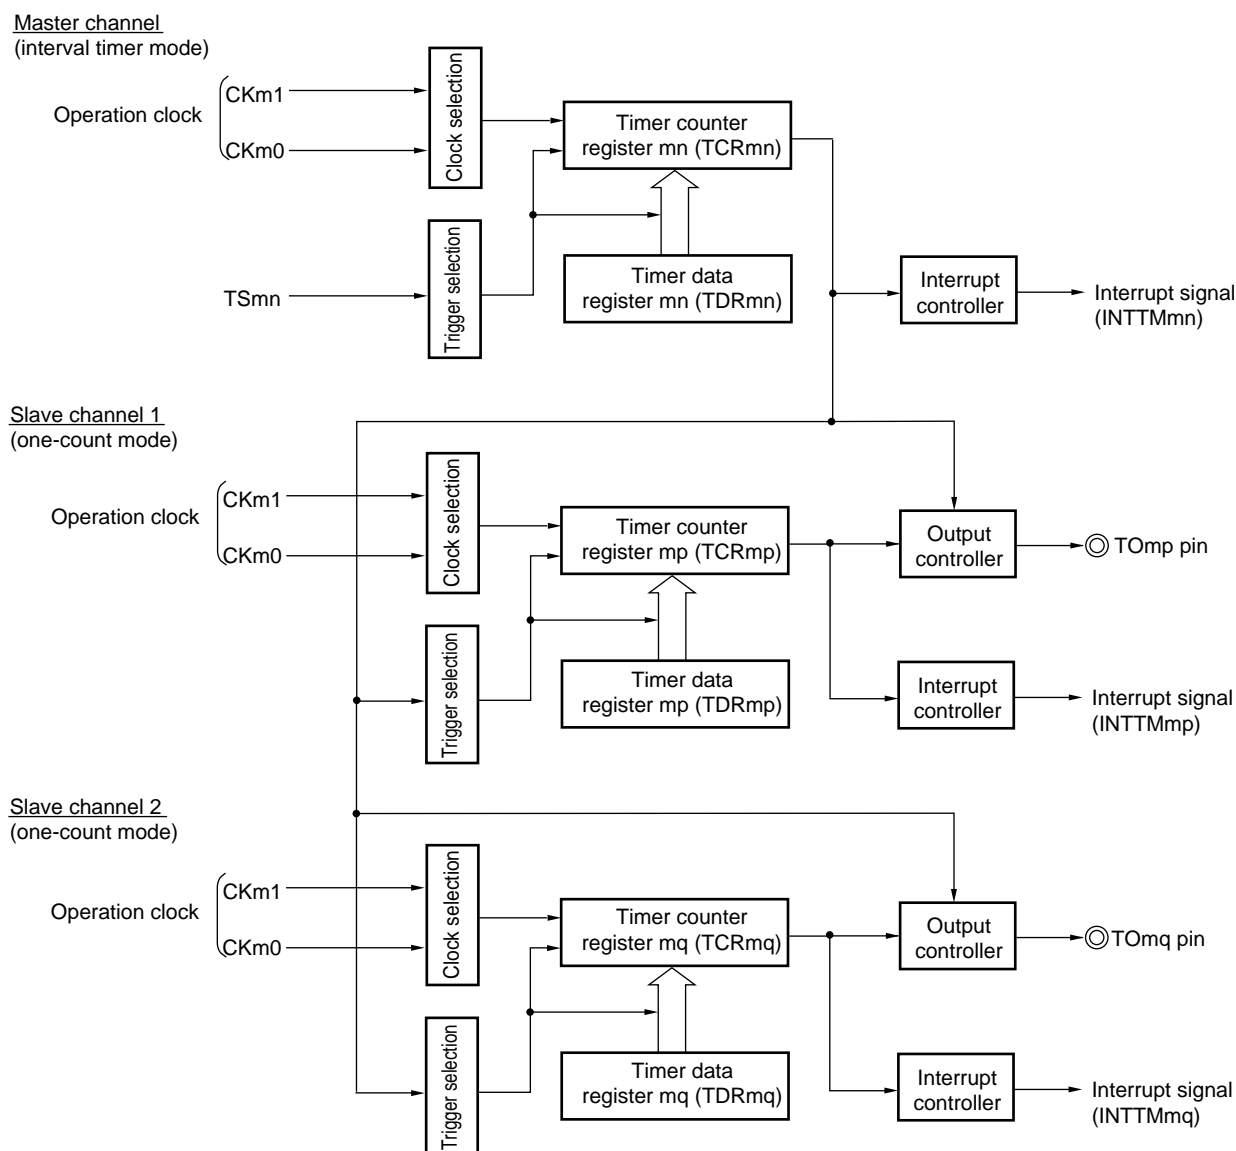 Master channel
(interval timer mode)
Operation clock
CKm1
CKm0
Clock selection
Timer counter
register mn (TCRmn)
TSmn
Trigger selection
Timer data
register mn (TDRmn)
Interrupt
controller
Interrupt signal
(INTTMmn)
Slave channel 1
(one-count mode)
Operation clock
CKm1
CKm0
Clock selection
Timer counter
register mp (TCRmp)
Output
controller
TOmp pin
Trigger selection
Timer data
register mp (TDRmp)
Interrupt
controller
Interrupt signal
(INTTMmp)
Slave channel 2
(one-count mode)
Operation clock
CKm1
CKm0
Clock selection
Timer counter
register mq (TCRmq)
Output
controller
TOmq pin
Trigger selection
Timer data
register mq (TDRmq)
Interrupt
controller
Interrupt signal
(INTTMmq)